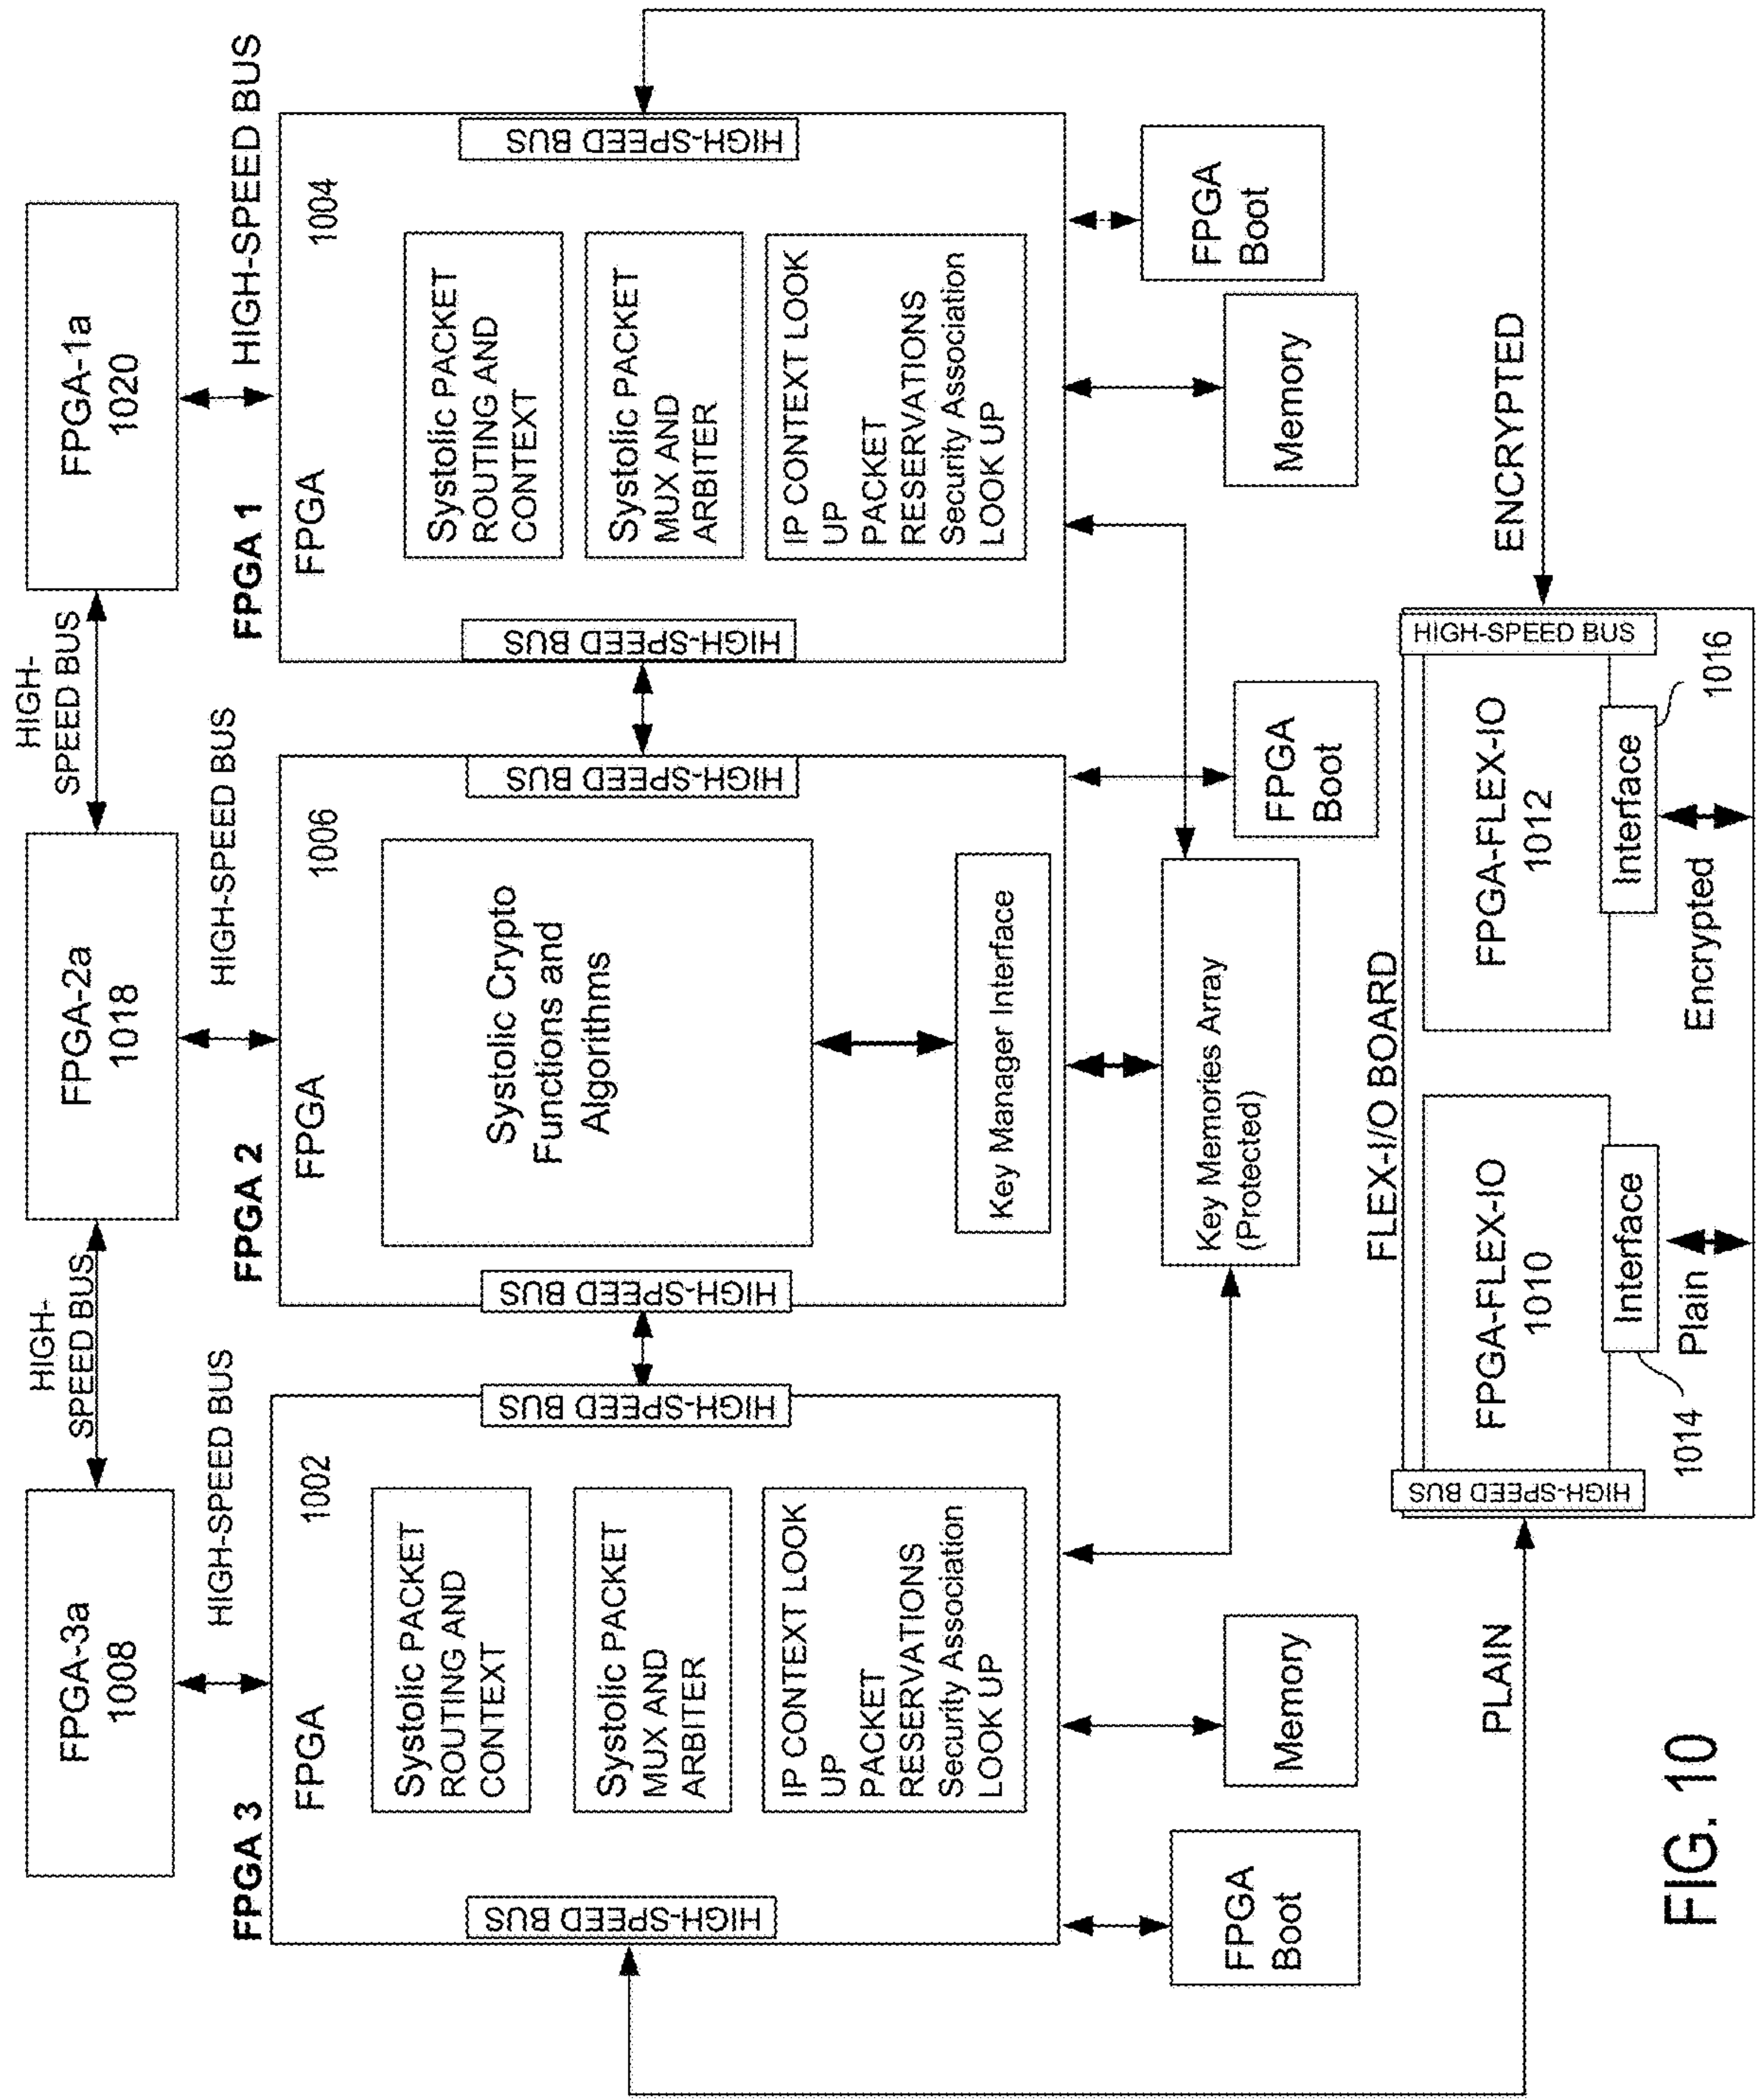 HIGH-
SPEED BUS
HIGH-
SPEED BUS
FPGA-3a
1008
FPGA-2a
1018
FPGA-1a
1020
HIGH-SPEED BUS
HIGH-SPEED BUS
HIGH-SPEED BUS
FPGA 3
FPGA
1002
HIGH-SPEED BUS
Systolic PACKET
ROUTING AND
CONTEXT
Systolic PACKET
MUX AND
ARBITER
IP CONTEXT LOOK
UP
PACKET
RESERVATIONS
Security Association
LOOK UP
HIGH-SPEED BUS
FPGA 2
FPGA
1006
HIGH-SPEED BUS
Systolic Crypto
Functions and
Algorithms
Key Manager Interface
HIGH-SPEED BUS
FPGA 1
FPGA
1004
HIGH-SPEED BUS
Systolic PACKET
ROUTING AND
CONTEXT
Systolic PACKET
MUX AND
ARBITER
IP CONTEXT LOOK
UP
PACKET
RESERVATIONS
Security Association
LOOK UP
HIGH-SPEED BUS
FPGA
Boot
Memory
Key Memories Array
(Protected)
FPGA
Boot
Memory
FPGA
Boot
PLAIN
FLEX-I/O BOARD
ENCRYPTED
HIGH-SPEED BUS
FPGA-FLEX-IO
1010
FPGA-FLEX-IO
1012
HIGH-SPEED BUS
Interface
Interface
1014
Plain
Encrypted
1016
FIG. 10